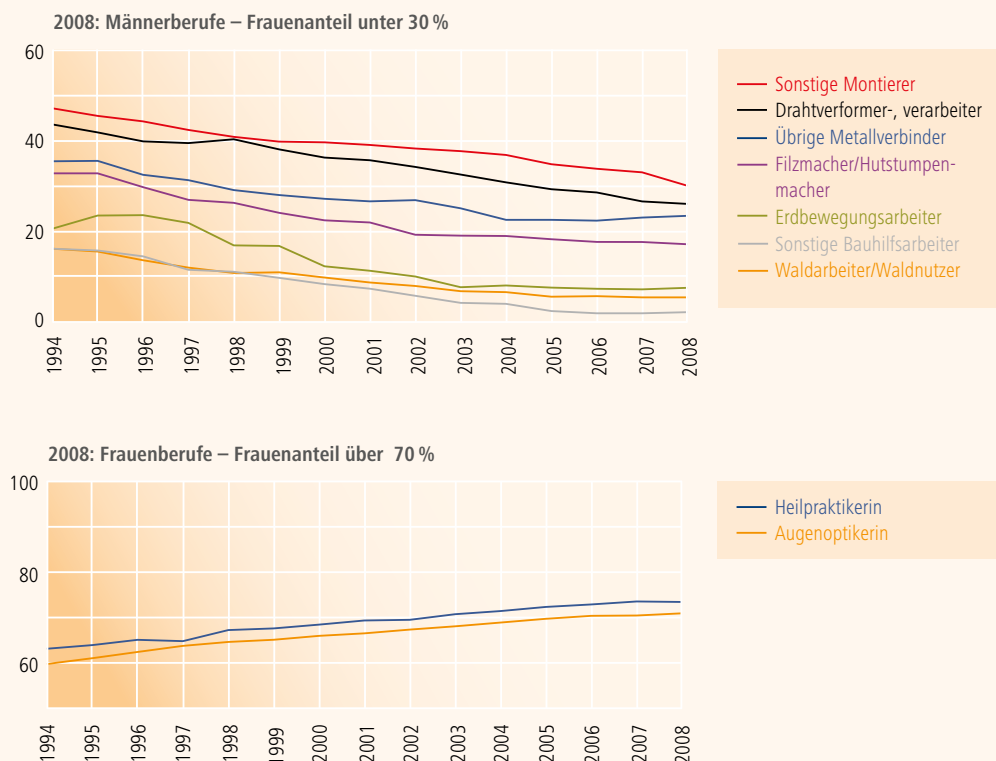 2008: Männerberufe – Frauenanteil unter 30 %
60
40
20
0
1994 1995 1996 1997 1998 1999 2000 2001 2002 2003 2004 2005 2006 2007 2008
Sonstige Montierer
Drahtverformer-, verarbeiter
Übrige Metallverbinder
Filzmacher/Hutstumpen-
macher
Erdbewegungsarbeiter
Sonstige Bauhilfsarbeiter
Waldarbeiter/Waldnutzer
2008: Frauenberufe – Frauenanteil über 70 %
100
80
60
1994 1995 1996 1997 1998 1999 2000 2001 2002 2003 2004 2005 2006 2007 2008
Heilpraktikerin
Augenoptikerin